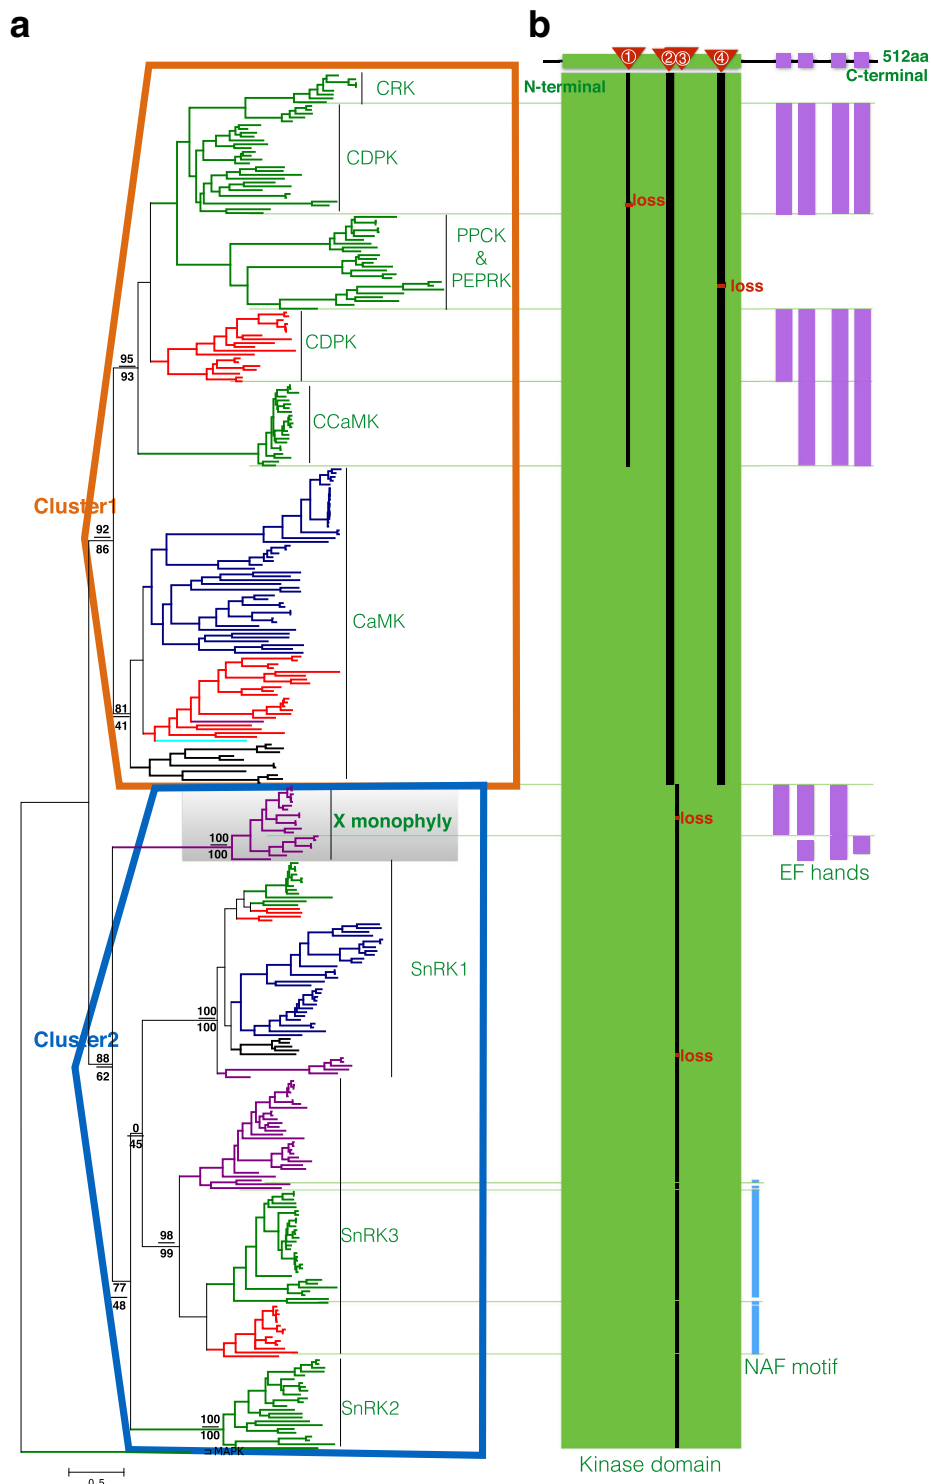 a
b
① ② ③ ④
512aa
C-terminal
N-terminal
CRK
CDPK
loss
PPCK
&
PEPRK
loss
CDPK
95
93
CCaMK
Cluster1
92
86
CaMK
81
41
X monophyly
loss
100
100
EF hands
SnRK1
100
100
Cluster2
loss
88
62
0
45
SnRK3
98
99
77
48
NAF motif
SnRK2
100
100
MAPK
Kinase domain
0.5